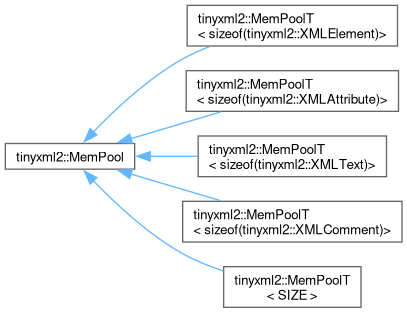 tinyxml2::MemPoolT
< sizeof(tinyxml2::XMLElement)>
tinyxml2::MemPoolT
< sizeof(tinyxml2::XMLAttribute)>
tinyxml2::MemPool
tinyxml2::MemPoolT
< sizeof(tinyxml2::XMLText)>
tinyxml2::MemPoolT
< sizeof(tinyxml2::XMLComment)>
tinyxml2::MemPoolT
< SIZE >